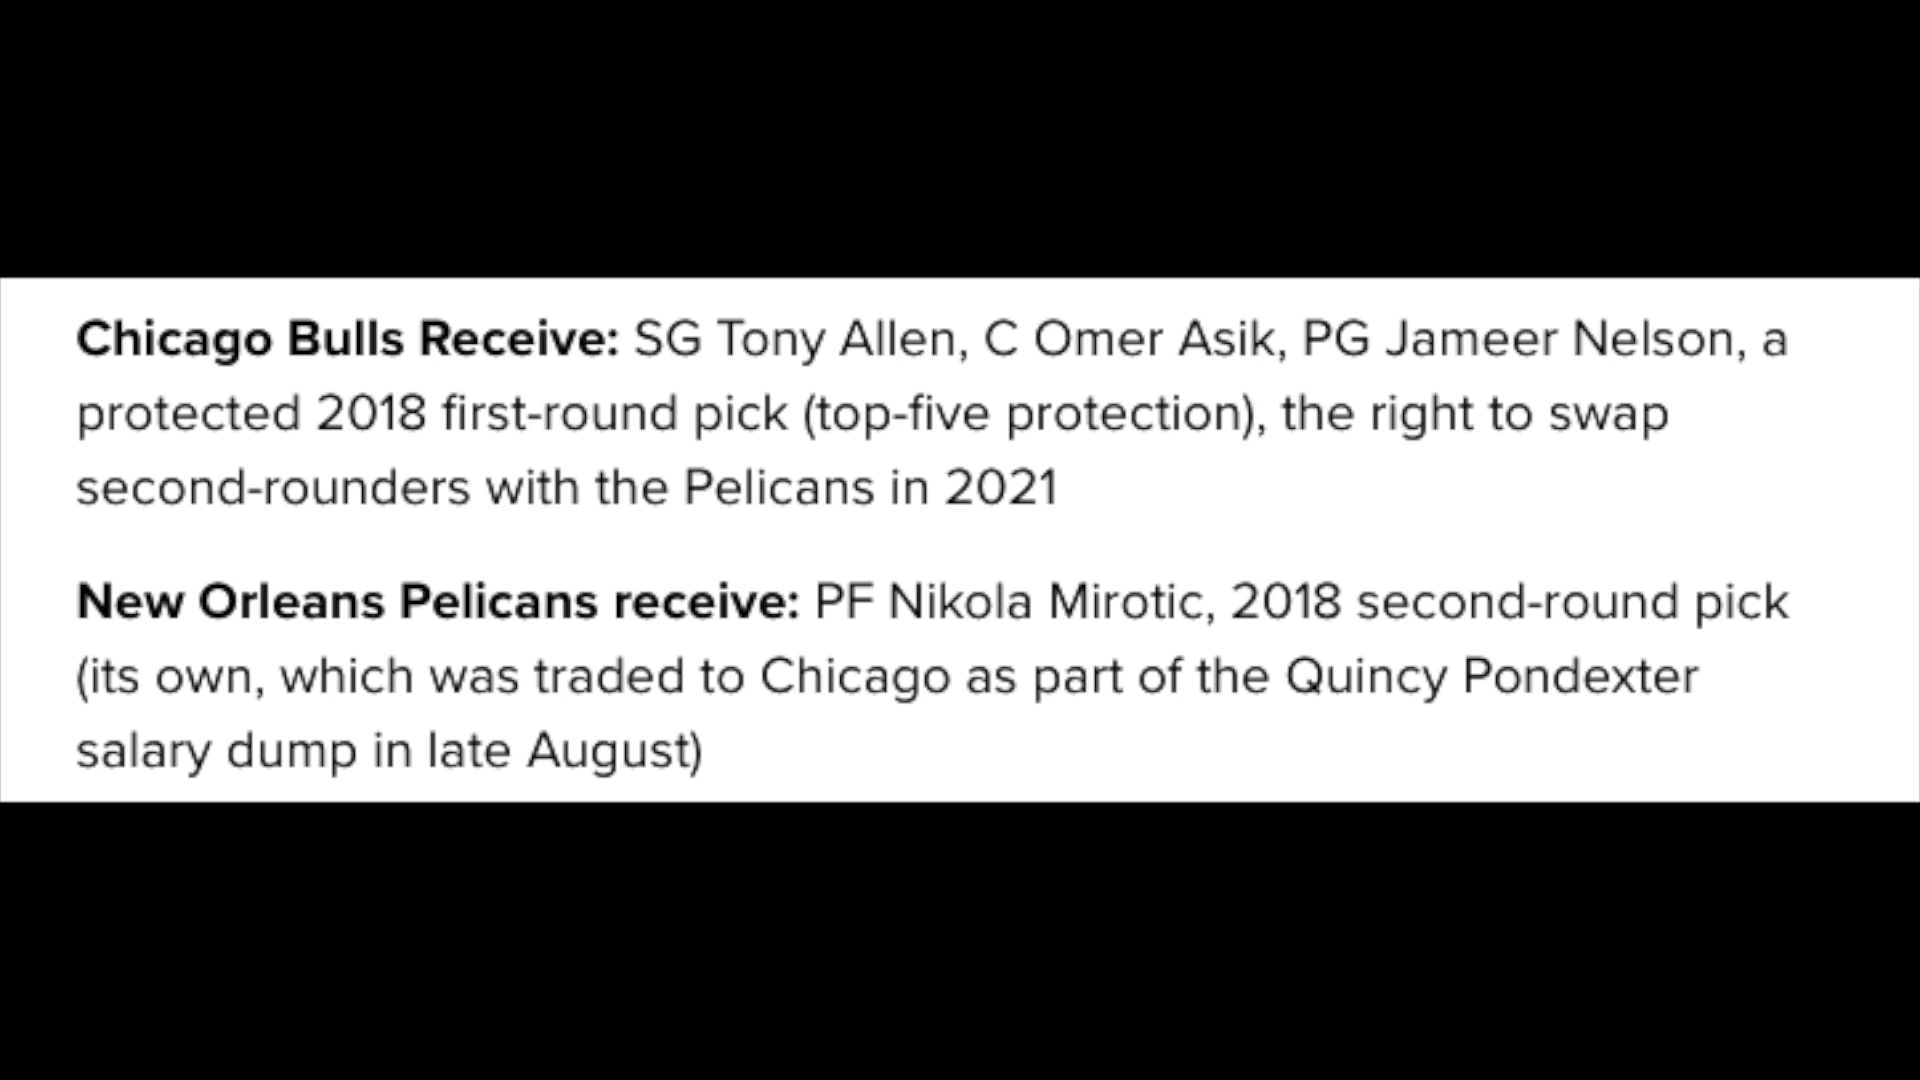 Chicago Bulls Receive: SG Tony Allen, C Omer Asik, PG Jameer Nelson, a
protected 2018 first-round pick (top-five protection), the right to swap
second-rounders with the Pelicans in 2021
New Orleans Pelicans receive: PF Nikola Mirotic, 2018 second-round pick
(its own, which was traded to Chicago as part of the Quincy Pondexter
salary dump in late August)